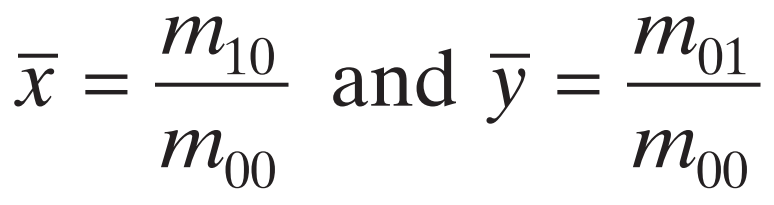 x̄ = m₁₀ / m₀₀ and ȳ = m₀₁ / m₀₀